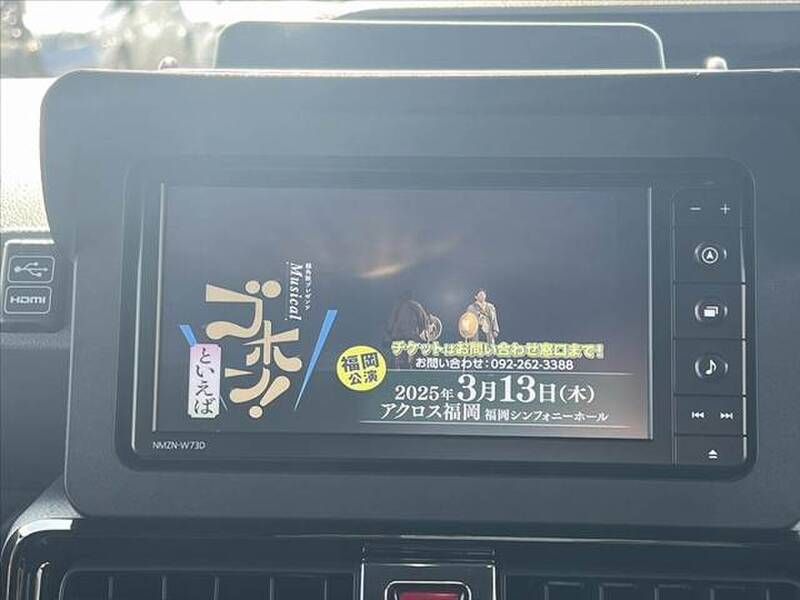 HDMI
Musical
ゴホン!
といえば
福岡
公演
チケットはお問い合わせ窓口まで!
お問い合わせ:092-262-3388
2025年3月13日(木)
アクロス福岡 福岡シンフォニーホール
NMZN-W73D